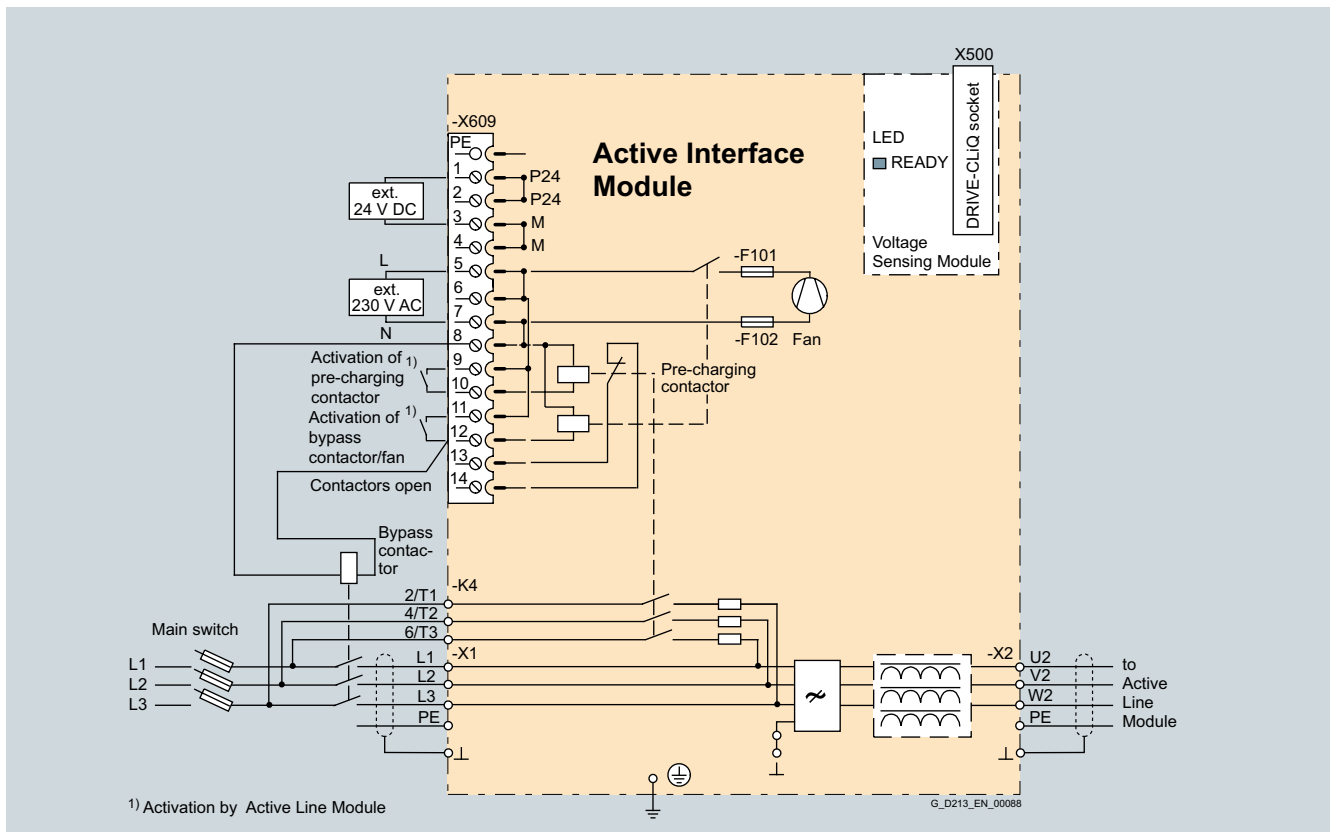 X500
DRIVE-CLiQ socket
LED
READY
Voltage
Sensing Module
Active Interface
Module
-X609
PE
1
2
3
4
5
6
7
8
9
10
11
12
13
14
P24
P24
M
M
ext.
24 V DC
L
ext.
230 V AC
N
Activation of 1)
pre-charging
contactor
Activation of 1)
bypass
contactor/fan
Contactors open
-F101
-F102
Fan
Pre-charging
contactor
Bypass
contac-
tor
-K4
2/T1
4/T2
6/T3
Main switch
L1
L2
L3
-X1
L1
L2
L3
PE
-X2
U2
V2
W2
PE
to
Active
Line
Module
1) Activation by Active Line Module
G_D213_EN_00088